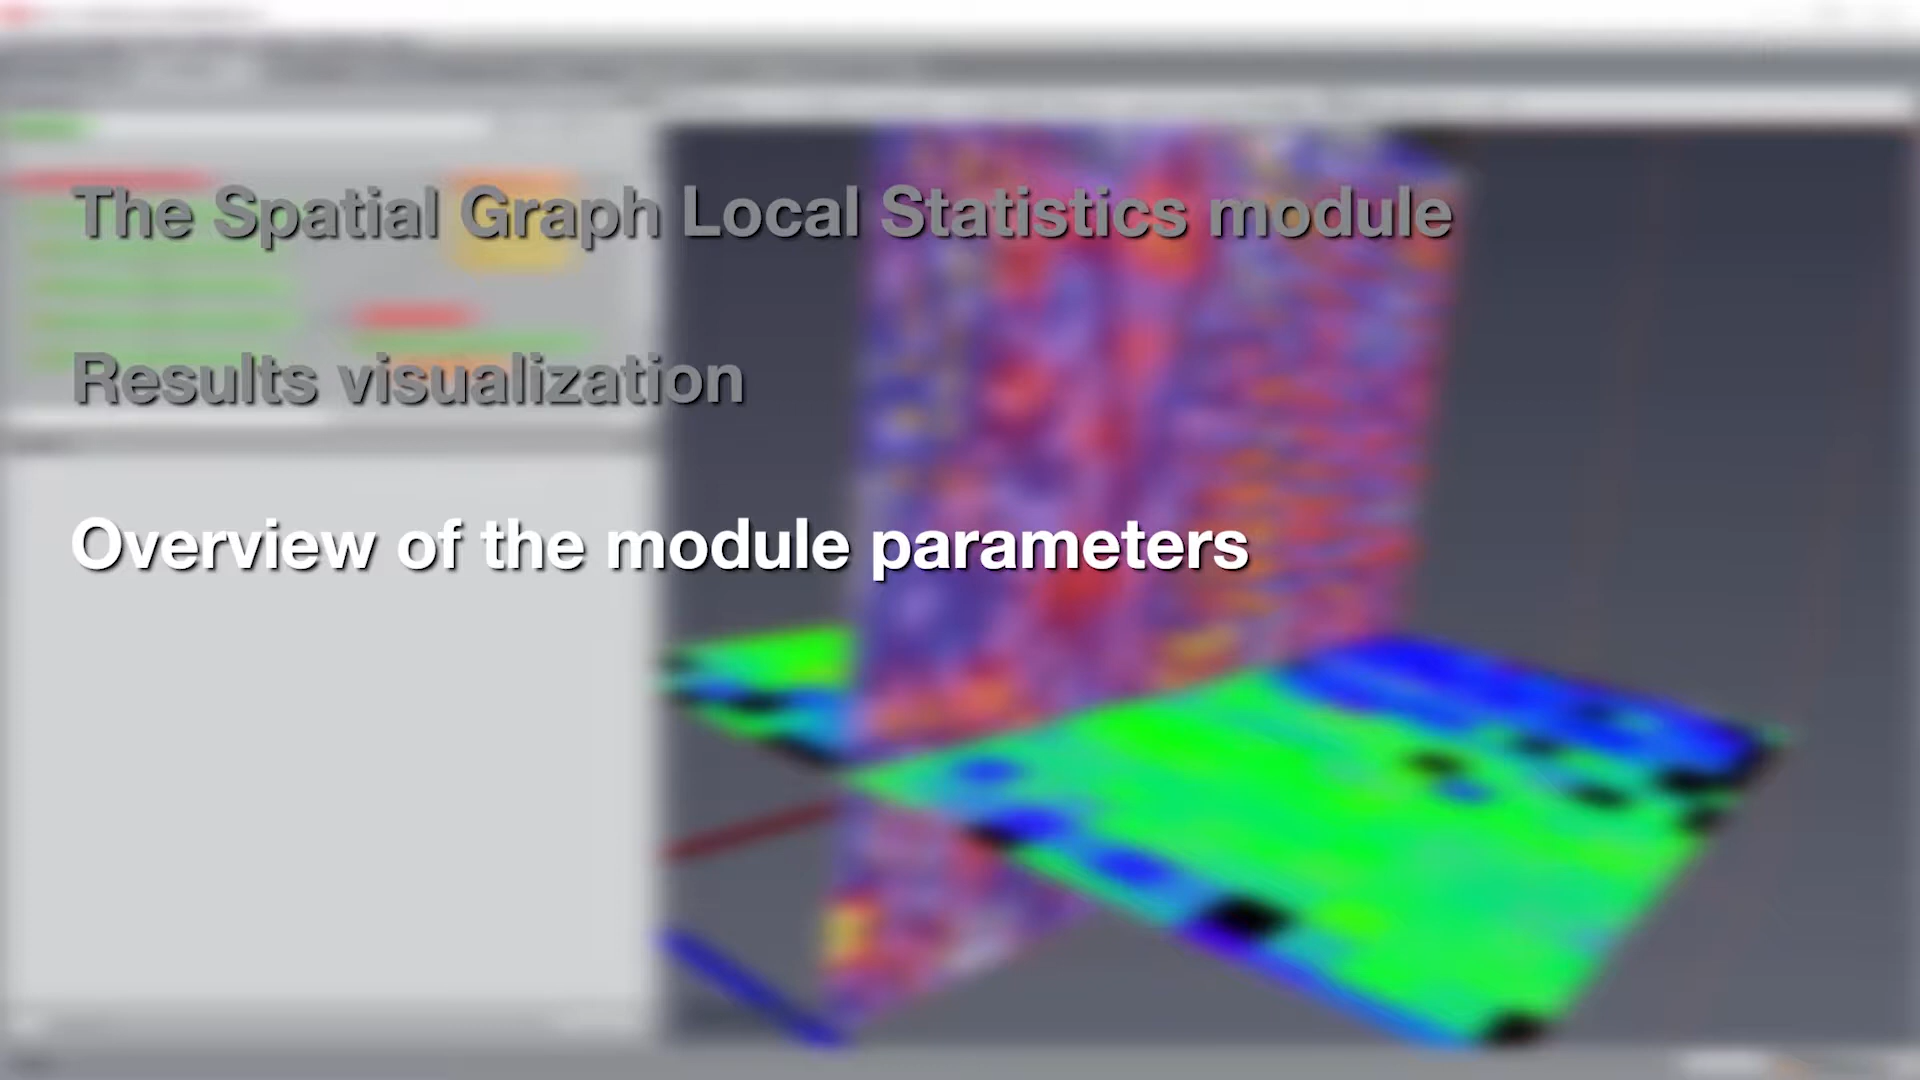 The Spatial Graph Local Statistics module
Results visualization
Overview of the module parameters